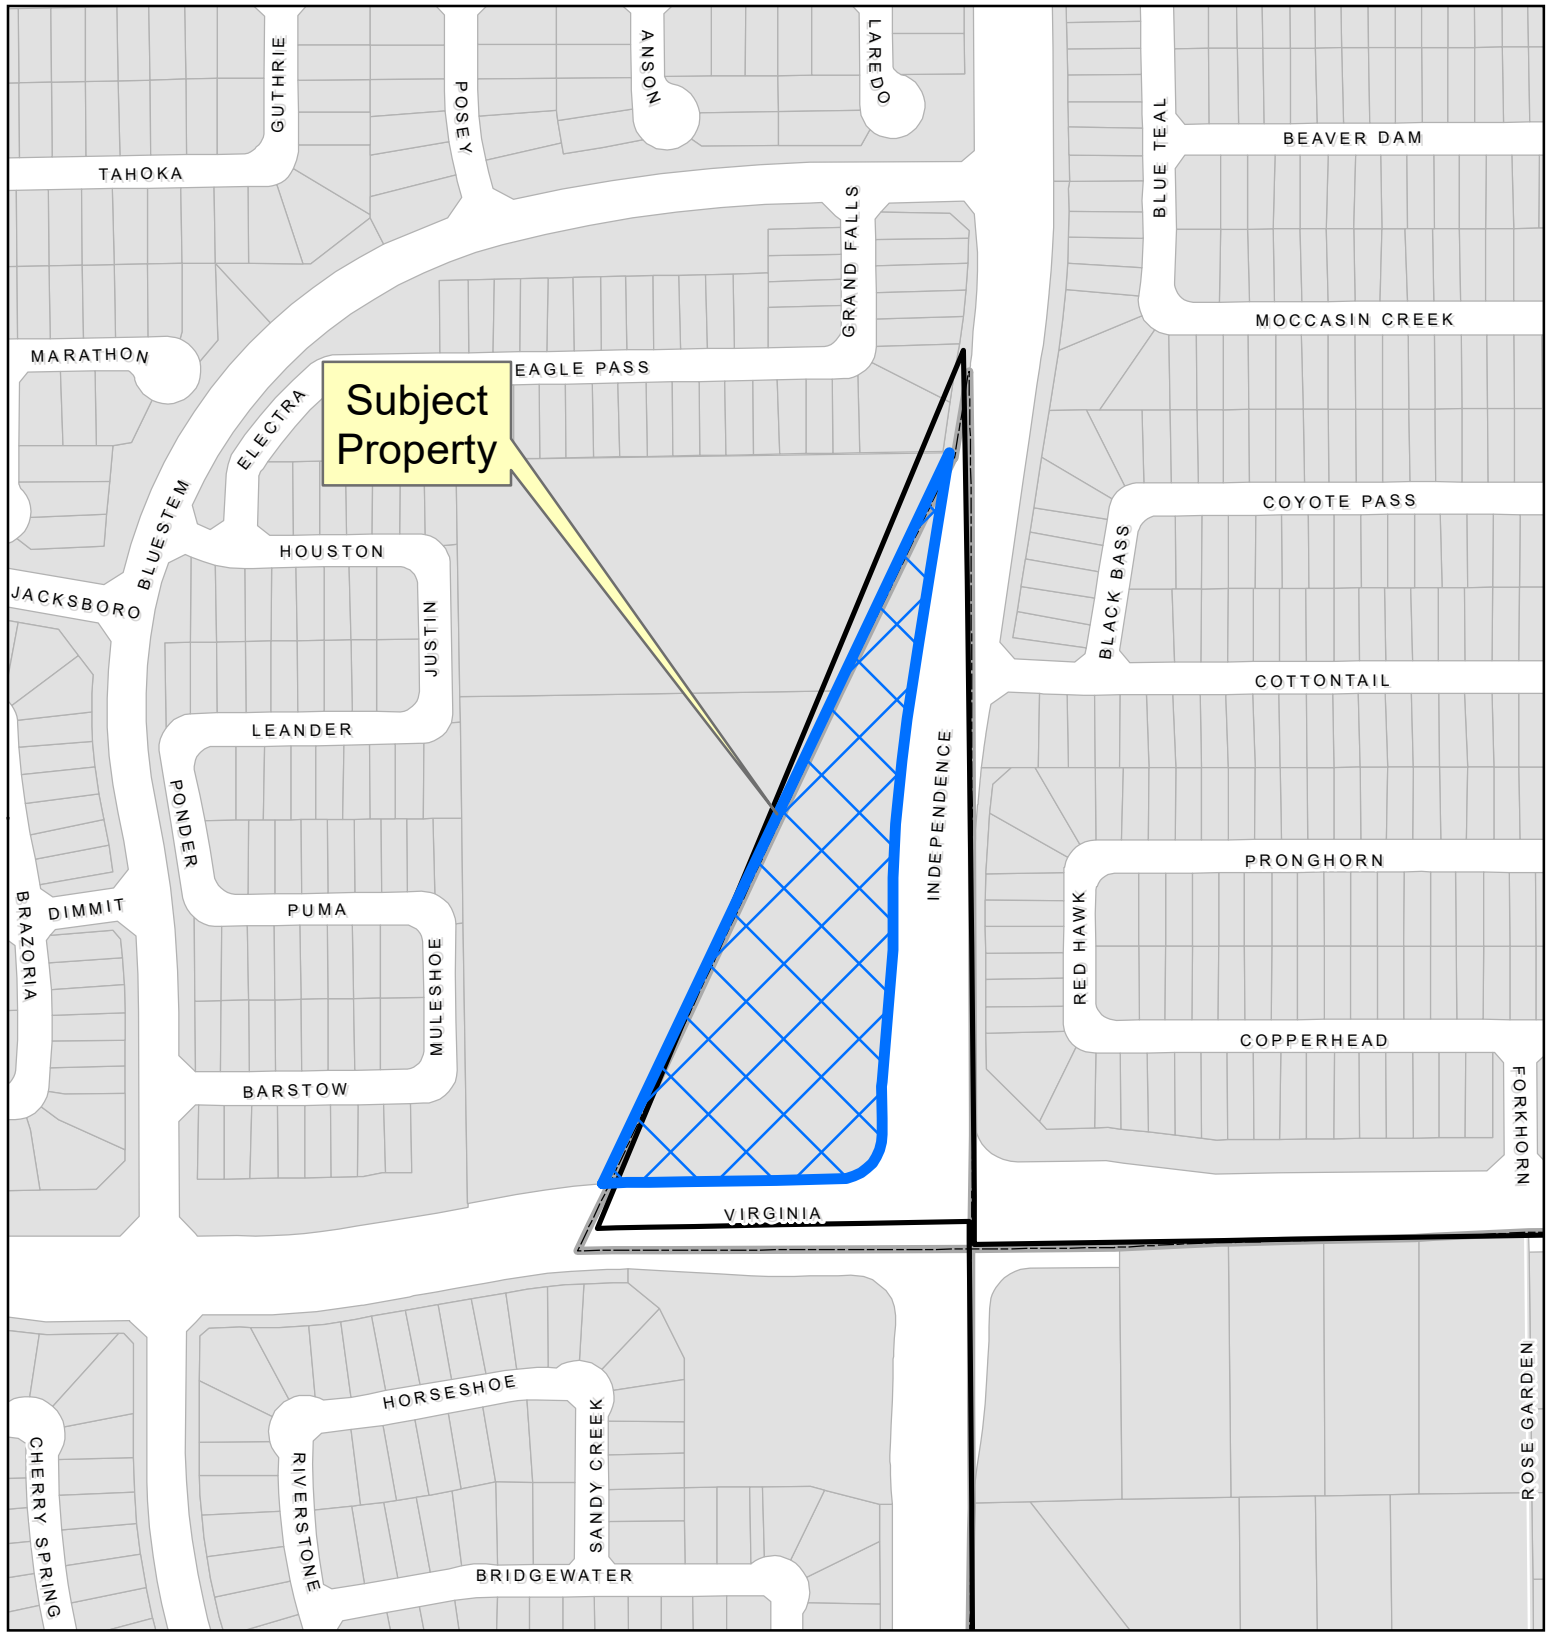 GUTHRIE
POSEY
ANSON
LAREDO
BLUE TEAL
BEAVER DAM
TAHOKA
GRAND FALLS
MOCCASIN CREEK
MARATHON
EAGLE PASS
ELECTRA
Subject
Property
COYOTE PASS
BLUESTEM
HOUSTON
BLACK BASS
JACKSBORO
JUSTIN
COTTONTAIL
LEANDER
INDEPENDENCE
PONDER
PRONGHORN
BRAZORIA
DIMMIT
PUMA
RED HAWK
MULESHOE
COPPERHEAD
BARSTOW
FORKHORN
VIRGINIA
HORSESHOE
SANDY CREEK
ROSE GARDEN
CHERRY SPRING
RIVERSTONE
BRIDGEWATER